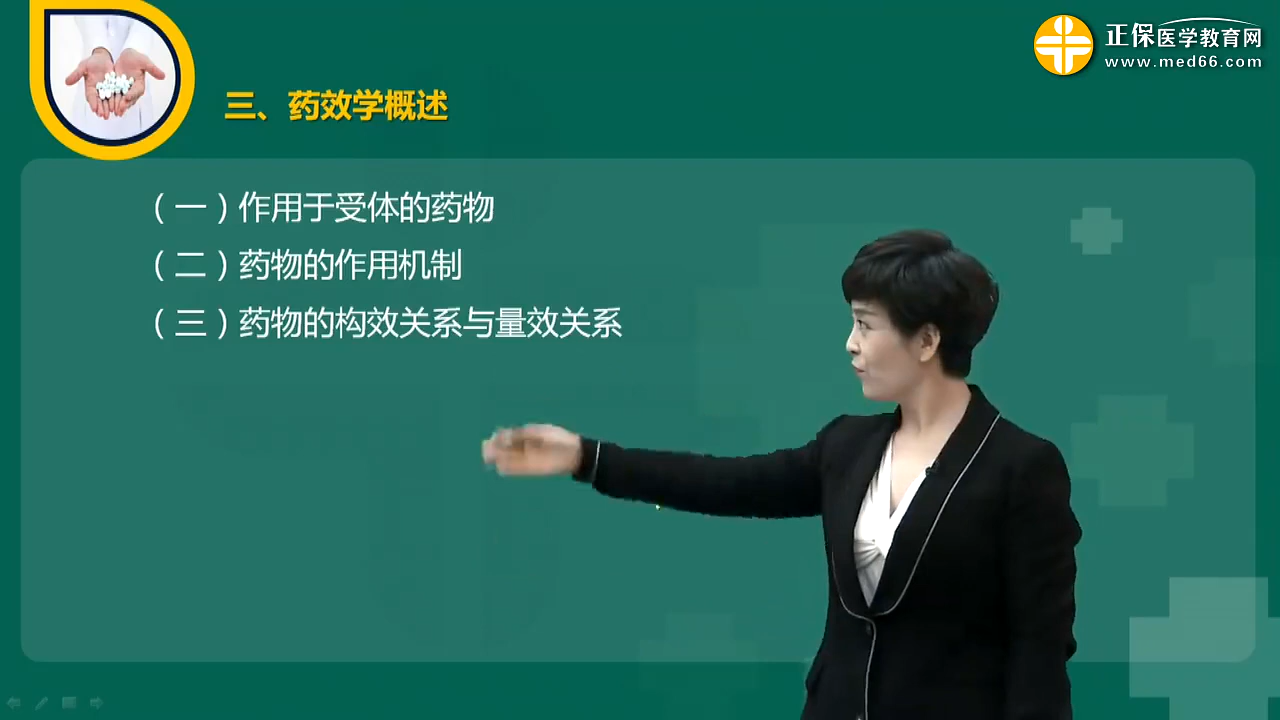 正保医学教育网
www.med66.com
三、药效学概述
（一）作用于受体的药物
（二）药物的作用机制
（三）药物的构效关系与量效关系